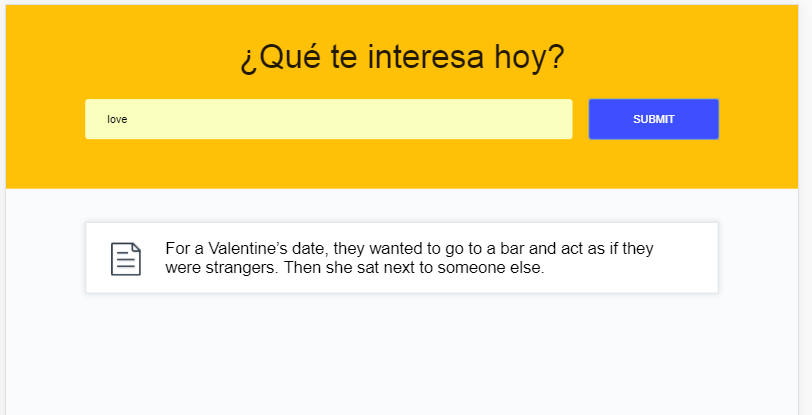 ¿Qué te interesa hoy?
love
SUBMIT
For a Valentine’s date, they wanted to go to a bar and act as if they
were strangers. Then she sat next to someone else.